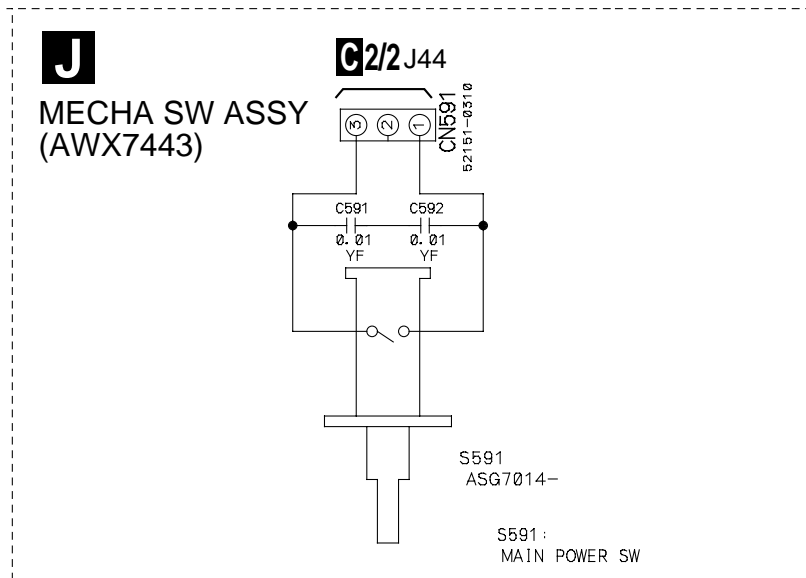 J
C 2/2 J44
MECHA SW ASSY
(AWX7443)
3 2 1
CN591
52151-0310
C591 C592
0.01 0.01
YF YF
S591
ASG7014-
S591:
MAIN POWER SW